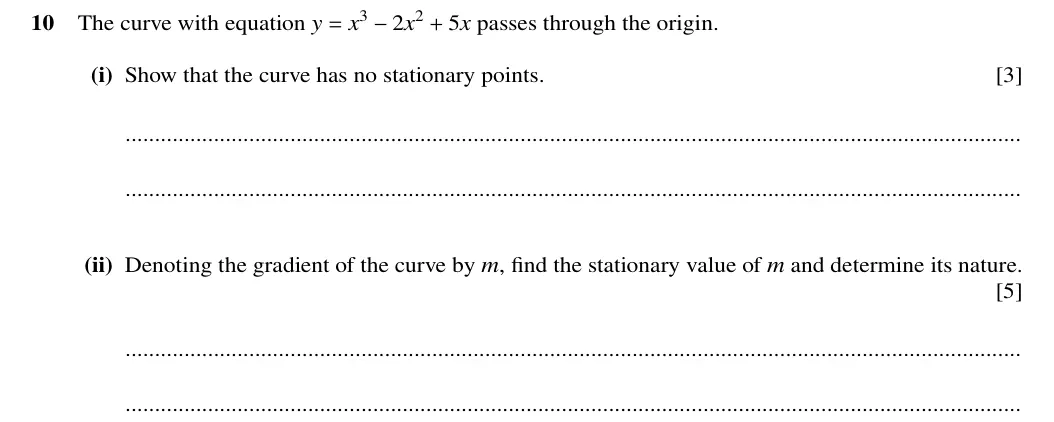 10 The curve with equation y = x³ – 2x² + 5x passes through the origin.
(i) Show that the curve has no stationary points. [3]
................................................................................
................................................................................
(ii) Denoting the gradient of the curve by m, find the stationary value of m and determine its nature.
[5]
................................................................................
................................................................................